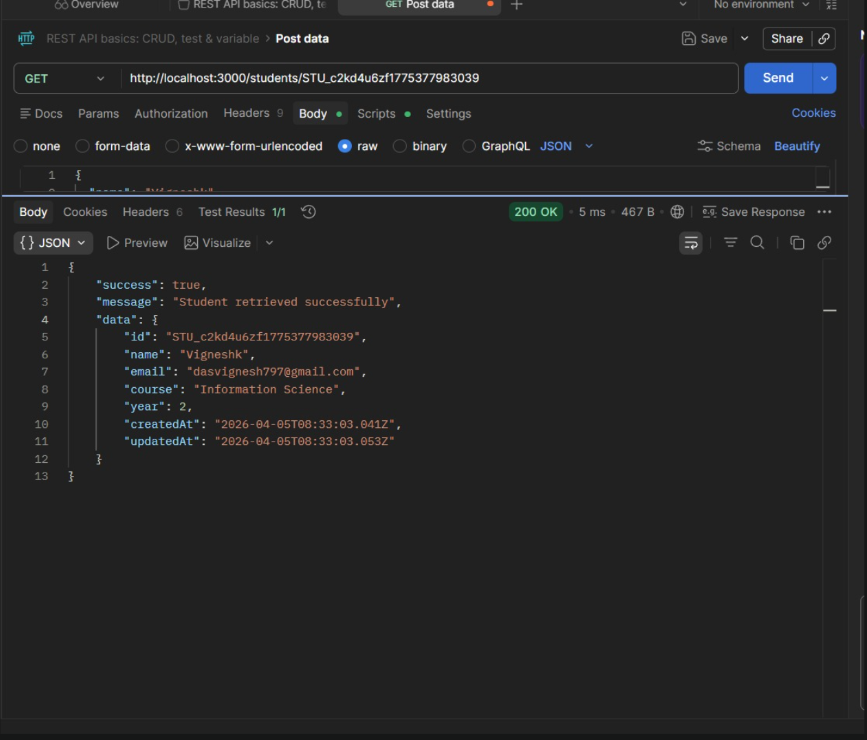 Overview
REST API basics: CRUD, te
GET Post data
No environment
HTTP
REST API basics: CRUD, test & variable > Post data
Save
Share
GET
http://localhost:3000/students/STU_c2kd4u6zf1775377983039
Send
Docs Params Authorization Headers 9 Body Scripts Settings
Cookies
none form-data x-www-form-urlencoded raw binary GraphQL JSON
Schema Beautify
1 {
Body Cookies Headers 6 Test Results 1/1
200 OK • 5 ms • 467 B • e.g. Save Response
{} JSON Preview Visualize
1 {
2 "success": true,
3 "message": "Student retrieved successfully",
4 "data": {
5 "id": "STU_c2kd4u6zf1775377983039",
6 "name": "Vigneshk",
7 "email": "dasvignesh797@gmail.com",
8 "course": "Information Science",
9 "year": 2,
10 "createdAt": "2026-04-05T08:33:03.041Z",
11 "updatedAt": "2026-04-05T08:33:03.053Z"
12 }
13 }